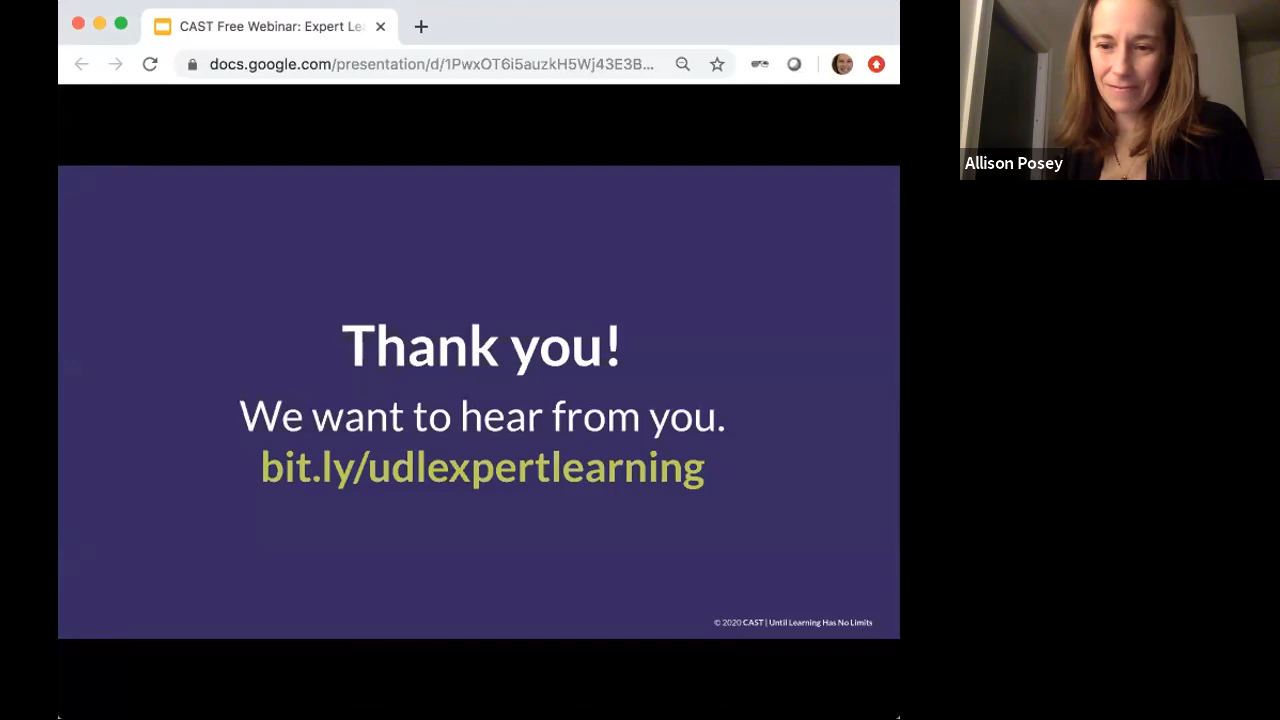 CAST Free Webinar: Expert Le
docs.google.com/presentation/d/1PwxOT6i5auzkH5Wj43E3B...
Allison Posey
Thank you!
We want to hear from you.
bit.ly/udlexpertlearning
© 2020 CAST | Until Learning Has No Limits